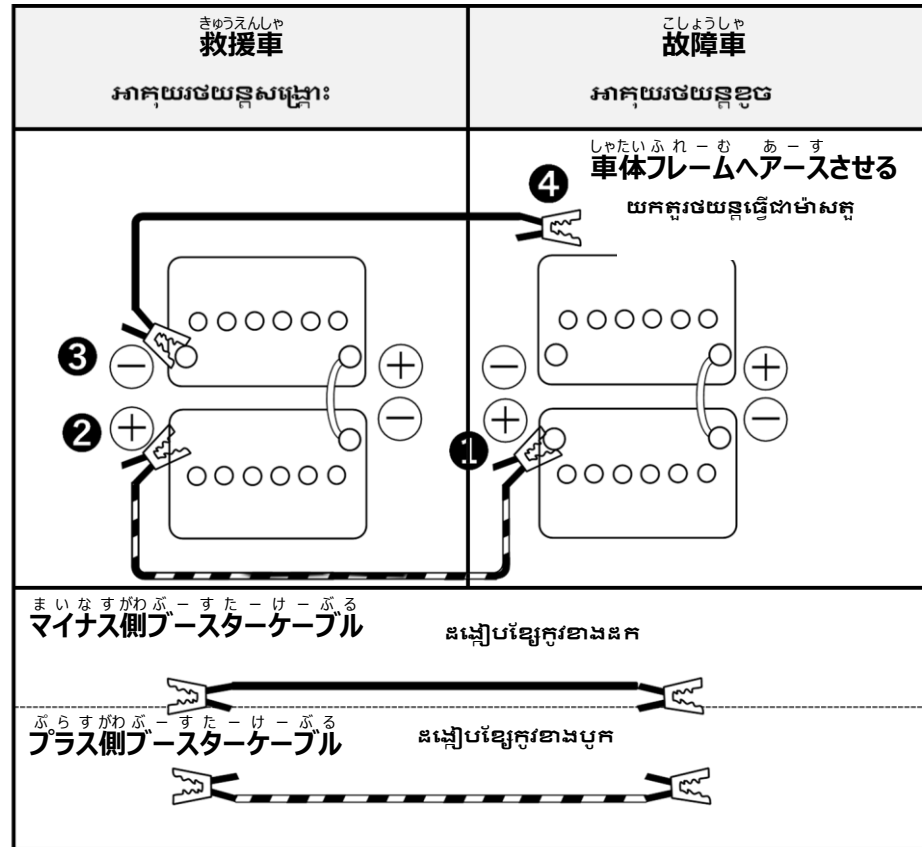 きゅうえんしゃ
救援車
អាគុយរថយន្តសង្គ្រោះ
こしょうしゃ
故障車
អាគុយរថយន្តខូច
しゃたいふれーむ あーす
❹ 車体フレームへアースさせる
យកតួរថយន្តធ្វើជាម៉ាសតួ
❸ − + − +
❷ + − + −
❶
まいなすがわぶーすたーけーぶる
マイナス側ブースターケーブル
ដង្កៀបខ្សែកូវខាងដក
ぷらすがわぶーすたーけーぶる
プラス側ブースターケーブル
ដង្កៀបខ្សែកូវខាងបូក